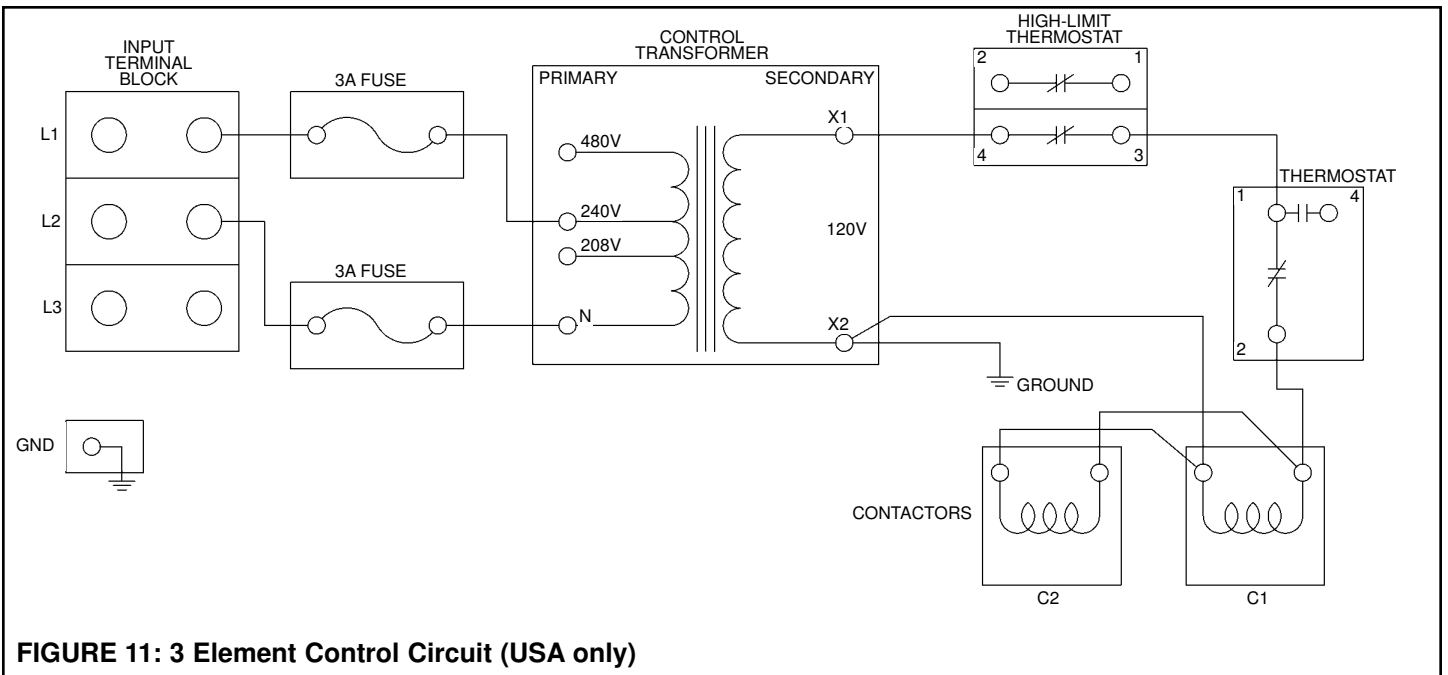 INPUT
TERMINAL
BLOCK
L1
L2
L3
GND
3A FUSE
3A FUSE
CONTROL
TRANSFORMER
PRIMARY
SECONDARY
480V
240V
208V
N
X1
120V
X2
HIGH-LIMIT
THERMOSTAT
2
1
4
3
THERMOSTAT
1
4
2
GROUND
CONTACTORS
C2
C1
FIGURE 11: 3 Element Control Circuit (USA only)